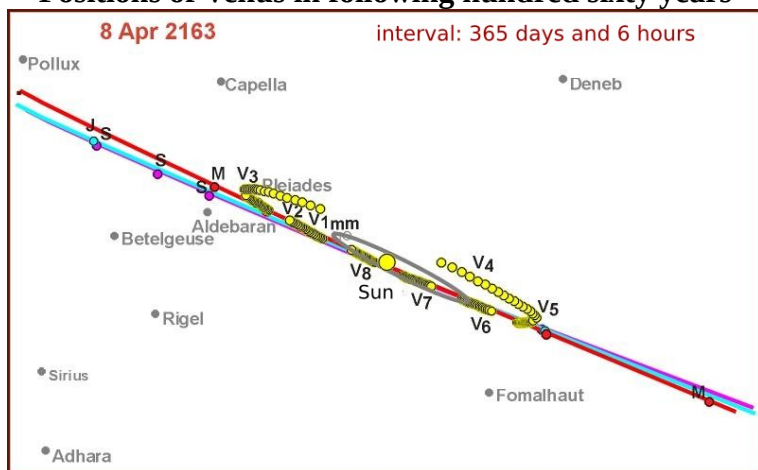 Positions of Venus in following hundred sixty years
8 Apr 2163
interval: 365 days and 6 hours
Pollux
Capella
Deneb
J
S
S
M
V3
Pleiades
S
V2
V1
mm
Aldebaran
Betelgeuse
V8
Sun
V4
V7
V5
V6
Rigel
Sirius
Fomalhaut
M
Adhara